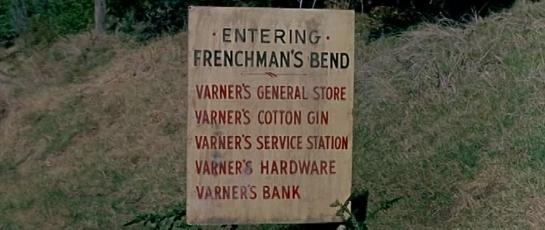 · ENTERING ·
FRENCHMAN'S BEND
VARNER'S GENERAL STORE
VARNER'S COTTON GIN
VARNER'S SERVICE STATION
VARNER'S HARDWARE
VARNER'S BANK